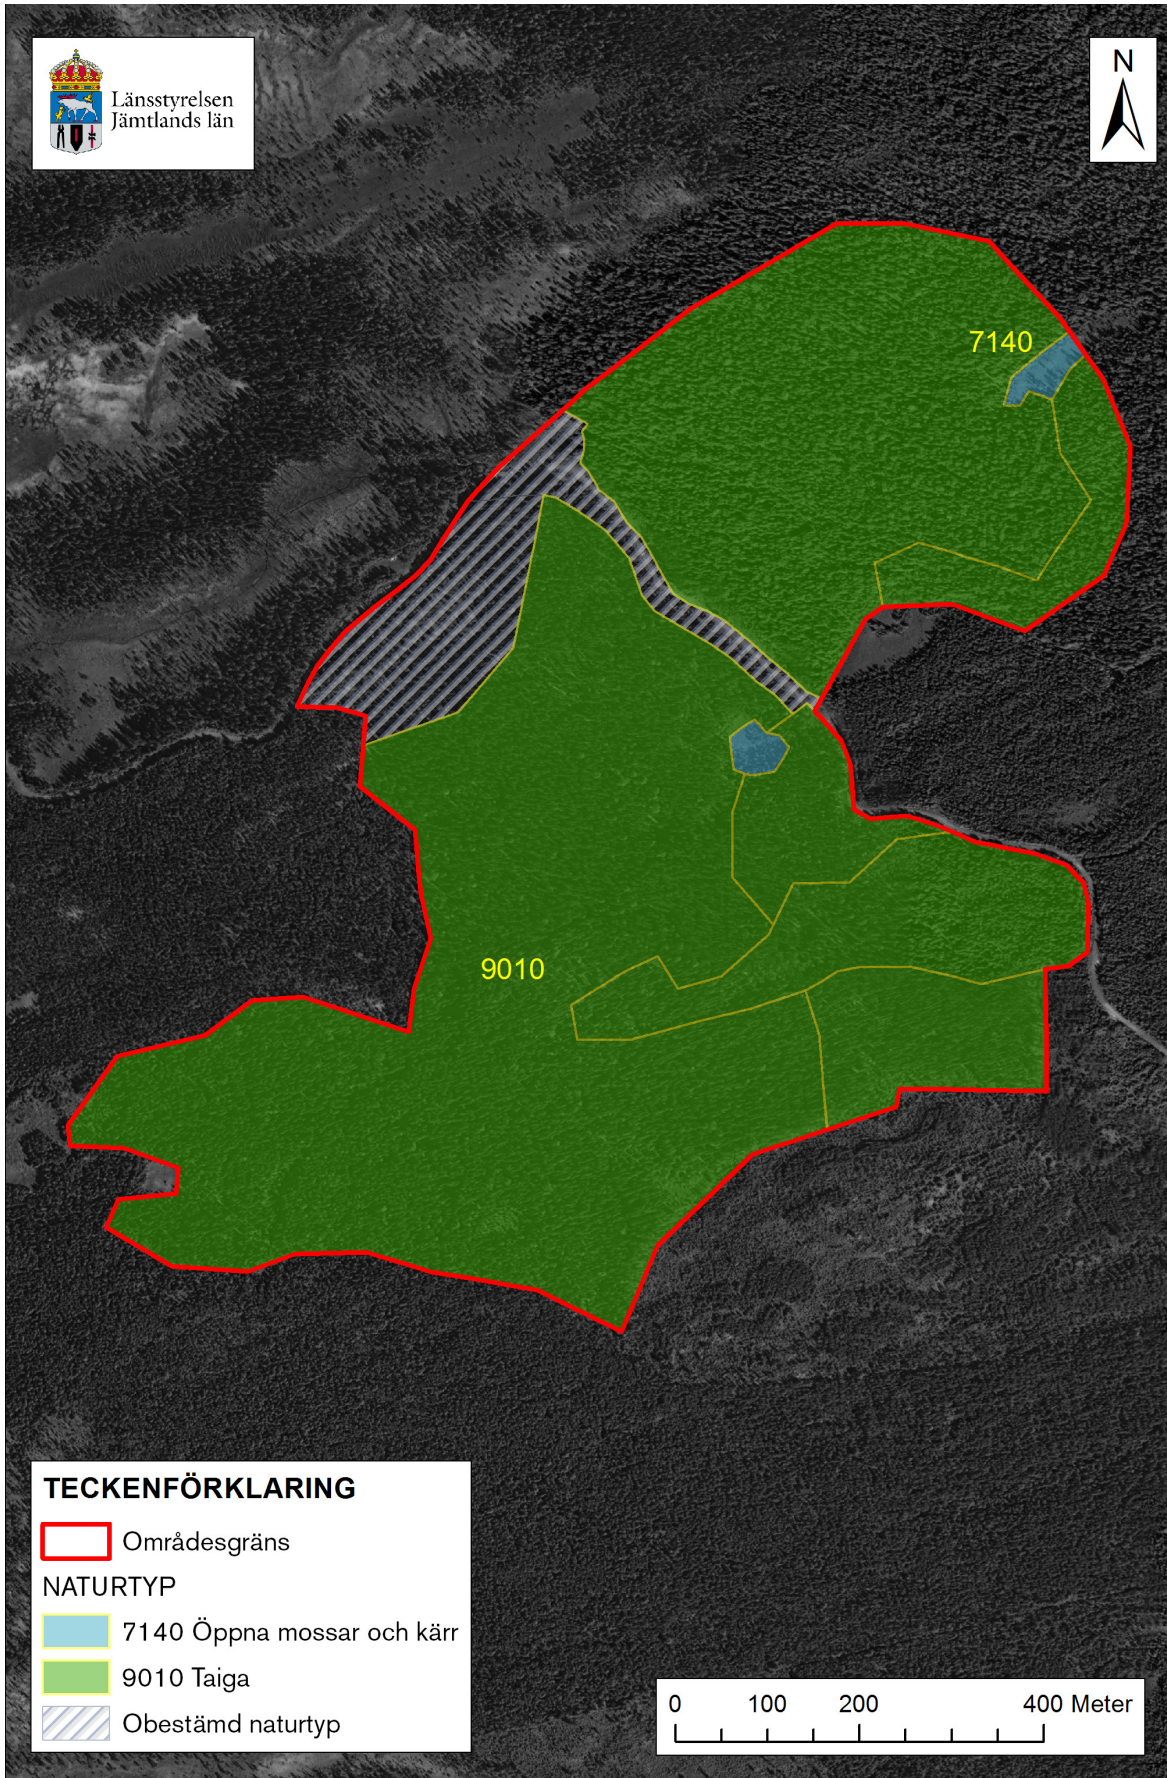 Länsstyrelsen
Jämtlands län
N
7140
9010
TECKENFÖRKLARING
Områdesgräns
NATURTYP
7140 Öppna mossar och kärr
9010 Taiga
Obestämd naturtyp
0 100 200 400 Meter